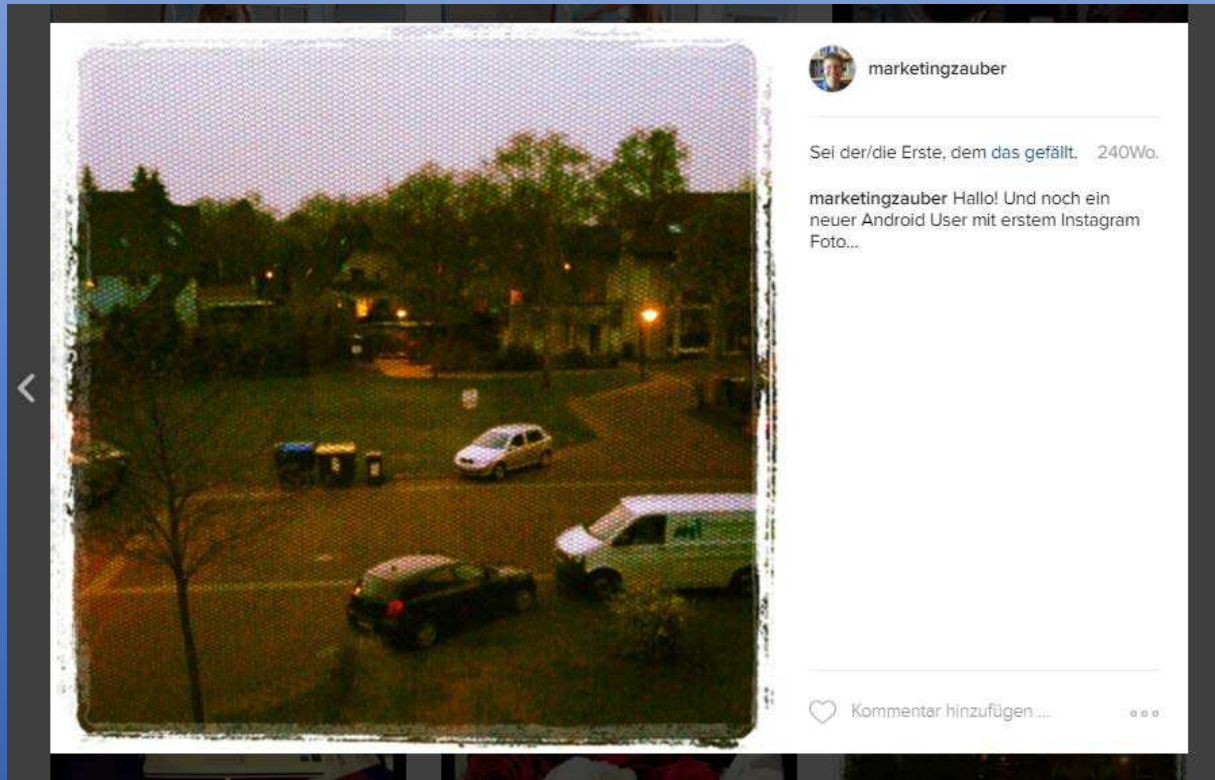 marketingzauber
Sei der/die Erste, dem das gefällt. 240Wo.
marketingzauber Hallo! Und noch ein
neuer Android User mit erstem Instagram
Foto...
Kommentar hinzufügen ...